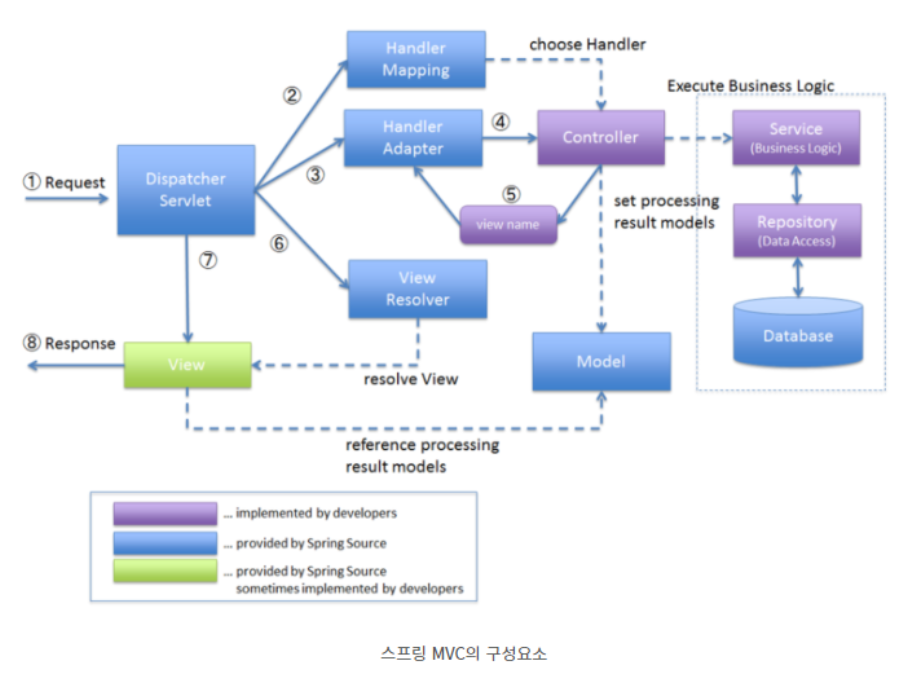 Handler
Mapping
choose Handler
②
Execute Business Logic
Handler
Adapter
④
Controller
Service
(Business Logic)
① Request
Dispatcher
Servlet
③
⑤
view name
set processing
result models
Repository
(Data Access)
⑥
⑦
View
Resolver
Database
⑧ Response
View
resolve View
Model
reference processing
result models
... implemented by developers
... provided by Spring Source
... provided by Spring Source
sometimes implemented by developers
스프링 MVC의 구성요소